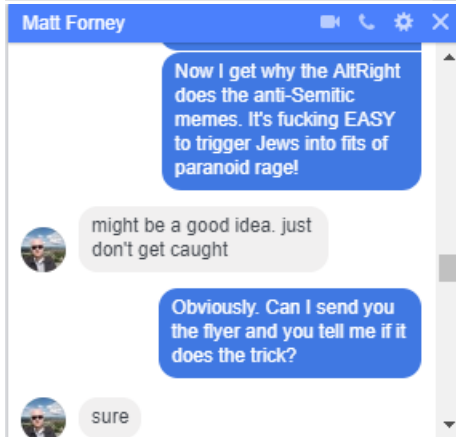 Matt Forney
Now I get why the AltRight
does the anti-Semitic
memes. It's fucking EASY
to trigger Jews into fits of
paranoid rage!
might be a good idea. just
don't get caught
Obviously. Can I send you
the flyer and you tell me if it
does the trick?
sure